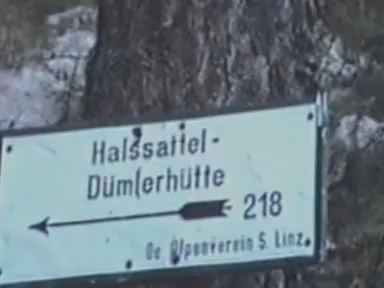 Halssattel-
Dümlerhütte
218
Oe. Alpenverein S. Linz.